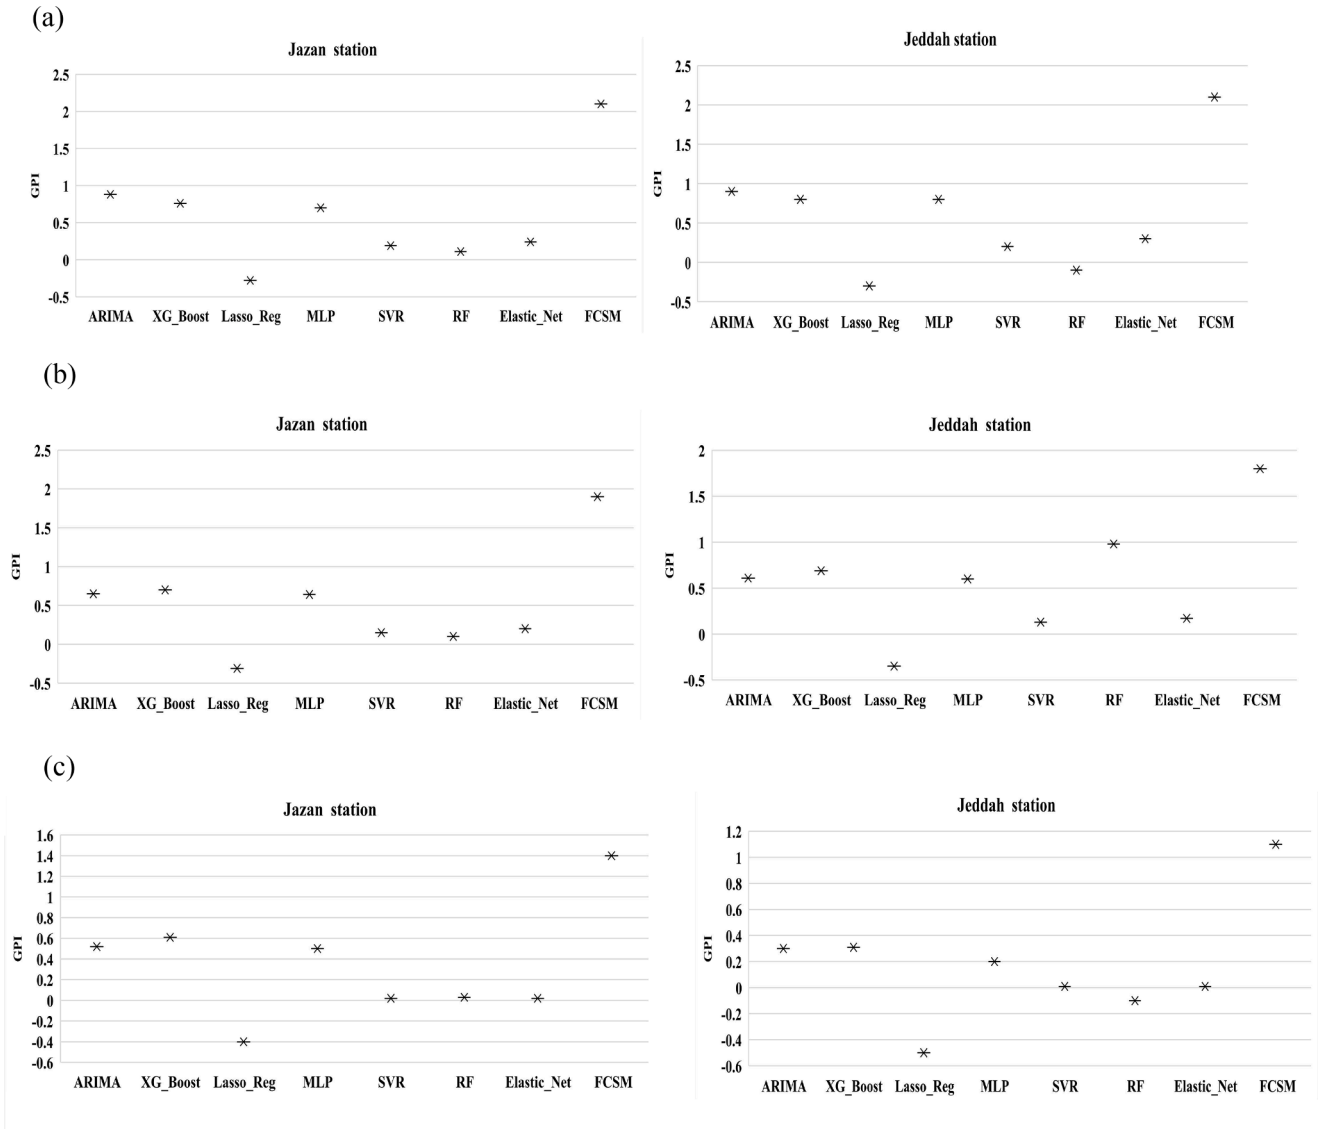 (a)
Jazan station
2.5
2
1.5
1
0.5
0
-0.5
GPI
ARIMA XG_Boost Lasso_Reg MLP SVR RF Elastic_Net FCSM
Jeddah station
2.5
2
1.5
1
0.5
0
-0.5
GPI
ARIMA XG_Boost Lasso_Reg MLP SVR RF Elastic_Net FCSM
(b)
Jazan station
2.5
2
1.5
1
0.5
0
-0.5
GPI
ARIMA XG_Boost Lasso_Reg MLP SVR RF Elastic_Net FCSM
Jeddah station
2
1.5
1
0.5
0
-0.5
GPI
ARIMA XG_Boost Lasso_Reg MLP SVR RF Elastic_Net FCSM
(c)
Jazan station
1.6
1.4
1.2
1
0.8
0.6
0.4
0.2
0
-0.2
-0.4
-0.6
GPI
ARIMA XG_Boost Lasso_Reg MLP SVR RF Elastic_Net FCSM
Jeddah station
1.2
1
0.8
0.6
0.4
0.2
0
-0.2
-0.4
-0.6
GPI
ARIMA XG_Boost Lasso_Reg MLP SVR RF Elastic_Net FCSM